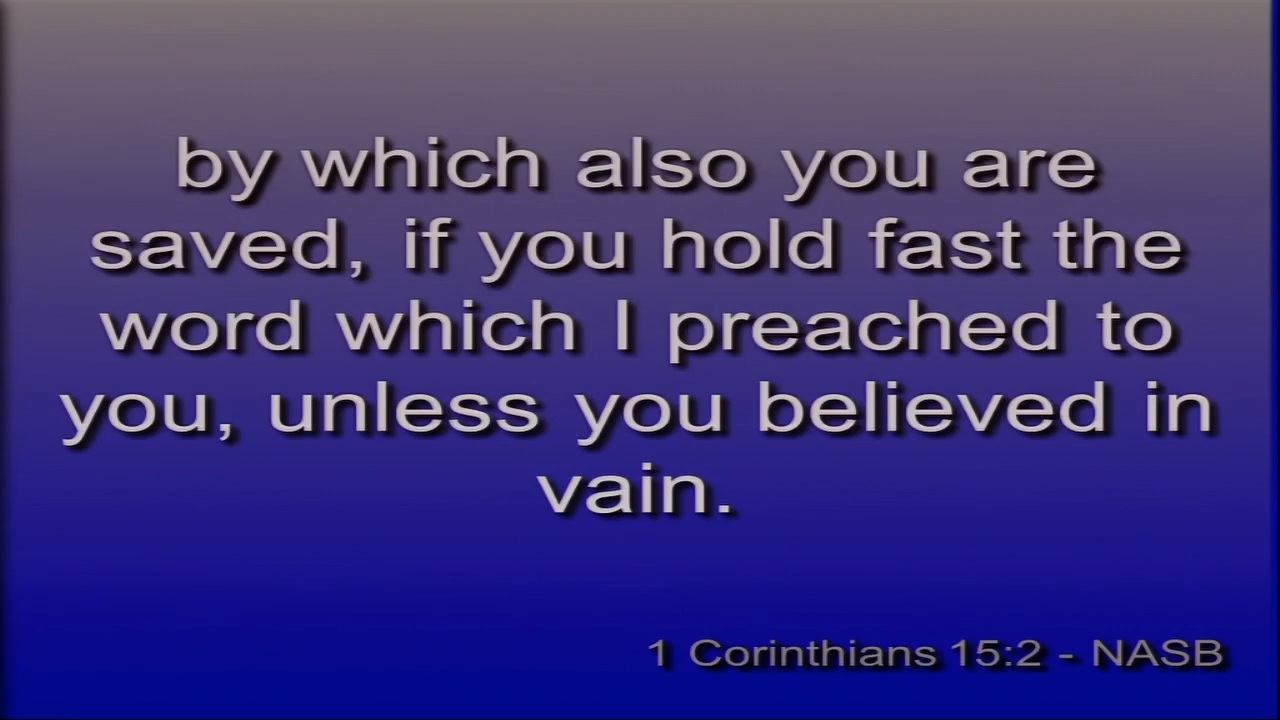 by which also you are
saved, if you hold fast the
word which I preached to
you, unless you believed in
vain.
1 Corinthians 15:2 - NASB